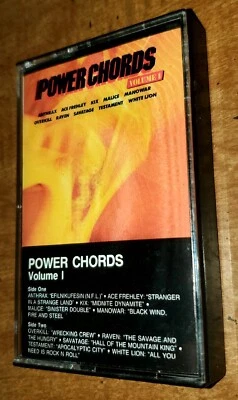 POWER CHORDS
VOLUME I
ACE FREHLEY KIX MALICE MANOWAR
OVERKILL RAVEN SAVATAGE TESTAMENT WHITE LION
POWER CHORDS
Volume I
Side One
ANTHRAX: "EFILNIKUFESIN (N.F.L.)" • ACE FREHLEY: "STRANGER
IN A STRANGE LAND" • KIX: "MIDNITE DYNAMITE" •
MALICE: "SINISTER DOUBLE" • MANOWAR: "BLACK WIND,
FIRE AND STEEL
Side Two
OVERKILL: "WRECKING CREW" • RAVEN: "THE SAVAGE AND
THE HUNGRY" • SAVATAGE: "HALL OF THE MOUNTAIN KING" •
TESTAMENT: "APOCALYPTIC CITY" • WHITE LION: "ALL YOU
NEED IS ROCK N ROLL"